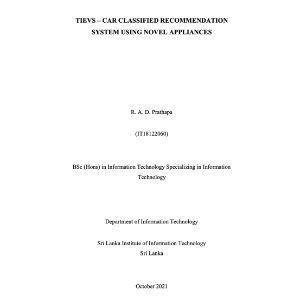 TIEVS – CAR CLASSIFIED RECOMMENDATION
SYSTEM USING NOVEL APPLIANCES
R. A. D. Prathapa
(IT18122060)
BSc (Hons) in Information Technology Specializing in Information
Technology
Department of Information Technology
Sri Lanka Institute of Information Technology
Sri Lanka
October 2021